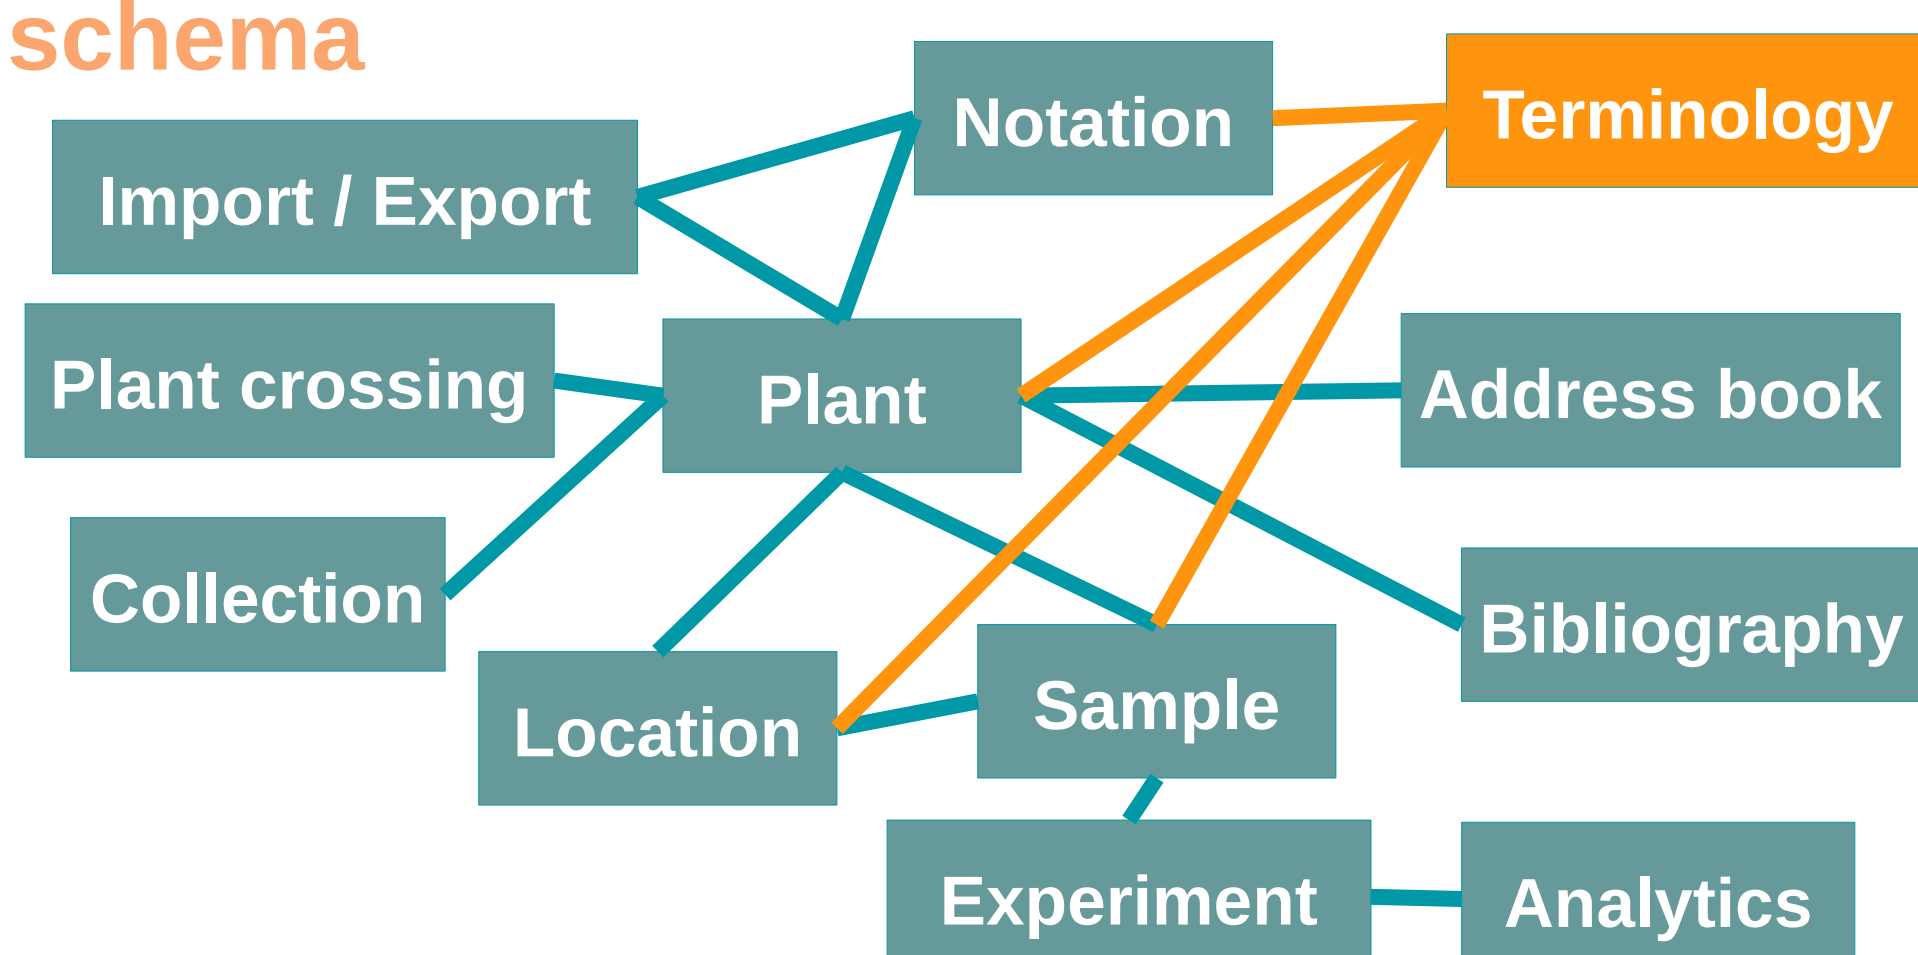 schema
Notation
Terminology
Import / Export
Plant crossing
Plant
Address book
Collection
Bibliography
Location
Sample
Experiment
Analytics